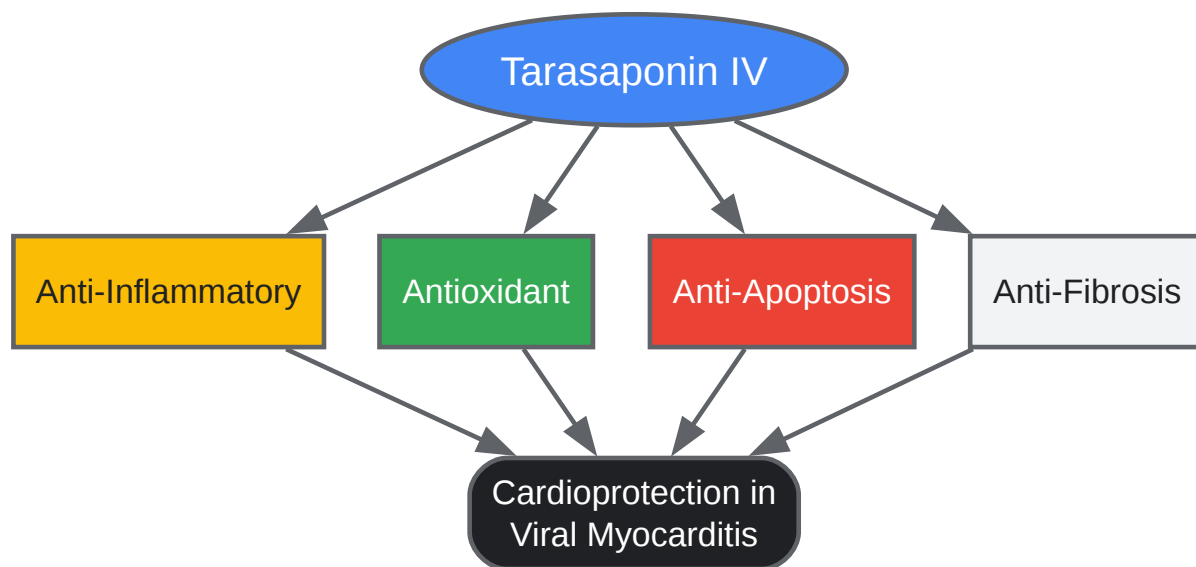 Tarasaponin IV
Anti-Inflammatory
Antioxidant
Anti-Apoptosis
Anti-Fibrosis
Cardioprotection in
Viral Myocarditis